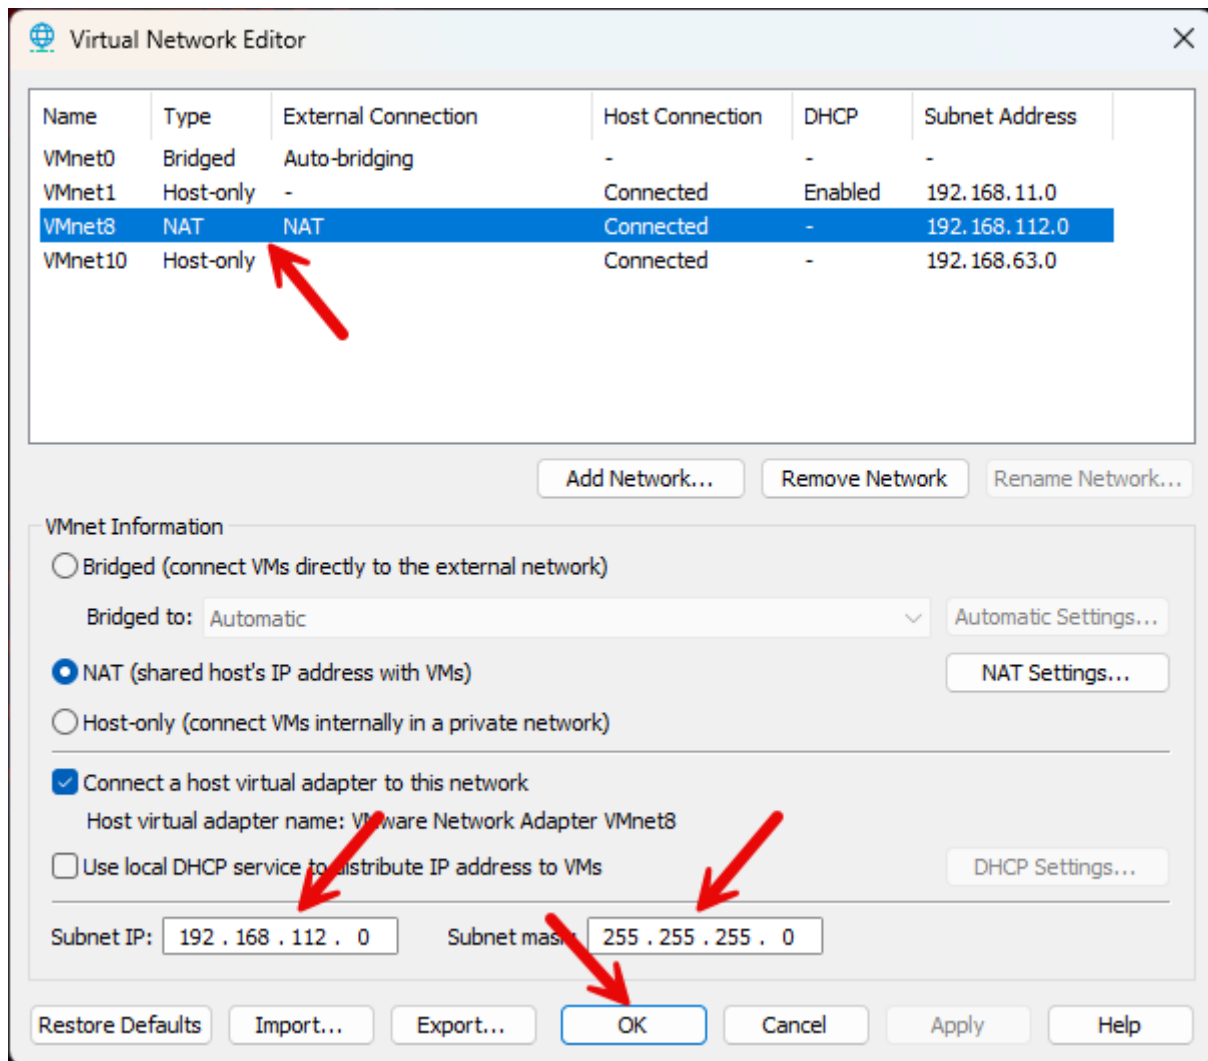 Virtual Network Editor
Name Type External Connection Host Connection DHCP Subnet Address
VMnet0 Bridged Auto-bridging - - -
VMnet1 Host-only - Connected Enabled 192.168.11.0
VMnet8 NAT NAT Connected - 192.168.112.0
VMnet10 Host-only Connected - 192.168.63.0
Add Network... Remove Network Rename Network...
VMnet Information
Bridged (connect VMs directly to the external network)
Bridged to: Automatic Automatic Settings...
NAT (shared host's IP address with VMs) NAT Settings...
Host-only (connect VMs internally in a private network)
Connect a host virtual adapter to this network
Host virtual adapter name: VMware Network Adapter VMnet8
Use local DHCP service to distribute IP address to VMs DHCP Settings...
Subnet IP: 192 . 168 . 112 . 0 Subnet mask: 255 . 255 . 255 . 0
Restore Defaults Import... Export... OK Cancel Apply Help